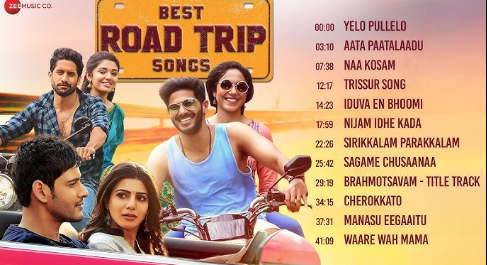 ZEE MUSIC CO.
BEST
ROAD TRIP
SONGS
00:00 YELO PULLELO
03:10 AATA PAATALAADU
07:38 NAA KOSAM
12:17 TRISSUR SONG
14:23 IDUVA EN BHOOMI
17:59 NIJAM IDHE KADA
22:26 SIRIKKALAM PARAKKALAM
25:42 SAGAME CHUSAANAA
29:19 BRAHMOTSAVAM - TITLE TRACK
34:15 CHEROKKATO
37:31 MANASU EEGAAITU
41:09 WAARE WAH MAMA